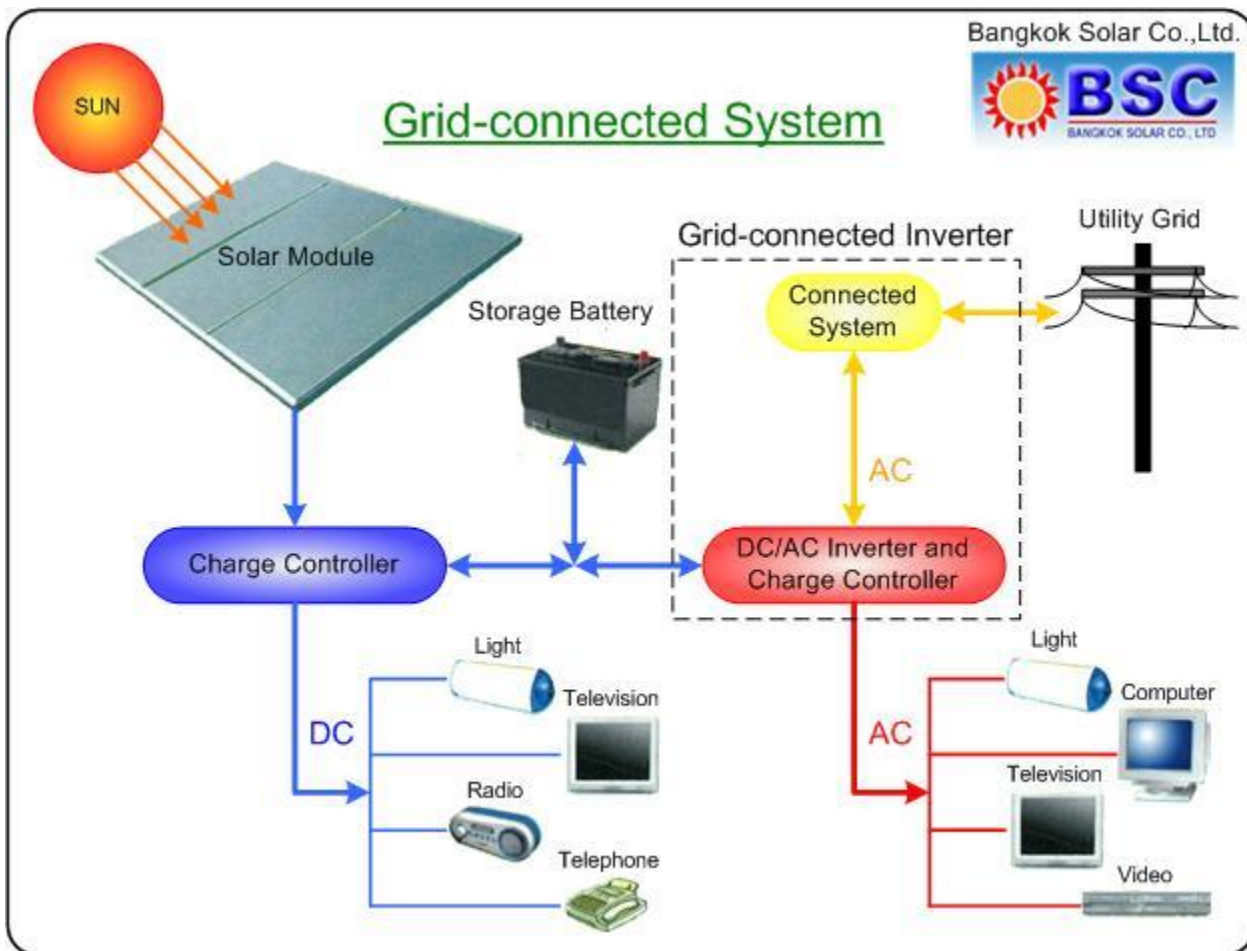 Bangkok Solar Co.,Ltd.
BSC
BANGKOK SOLAR CO., LTD
SUN
Grid-connected System
Solar Module
Storage Battery
Grid-connected Inverter
Utility Grid
Connected
System
AC
Charge Controller
DC/AC Inverter and
Charge Controller
DC
Light
Television
Radio
Telephone
AC
Light
Computer
Television
Video